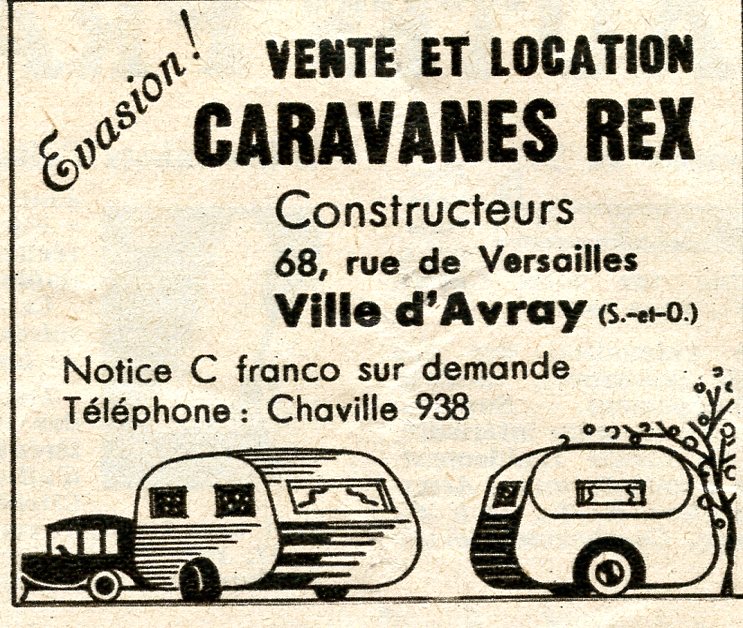 Evasion!
VENTE ET LOCATION
CARAVANES REX
Constructeurs
68, rue de Versailles
Ville d'Avray (S.-et-O.)
Notice C franco sur demande
Téléphone : Chaville 938